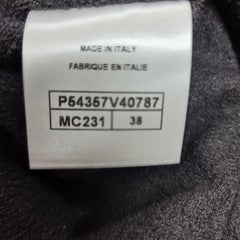 MADE IN ITALY
FABRIQUE EN ITALIE
P54357V40787
MC231 38